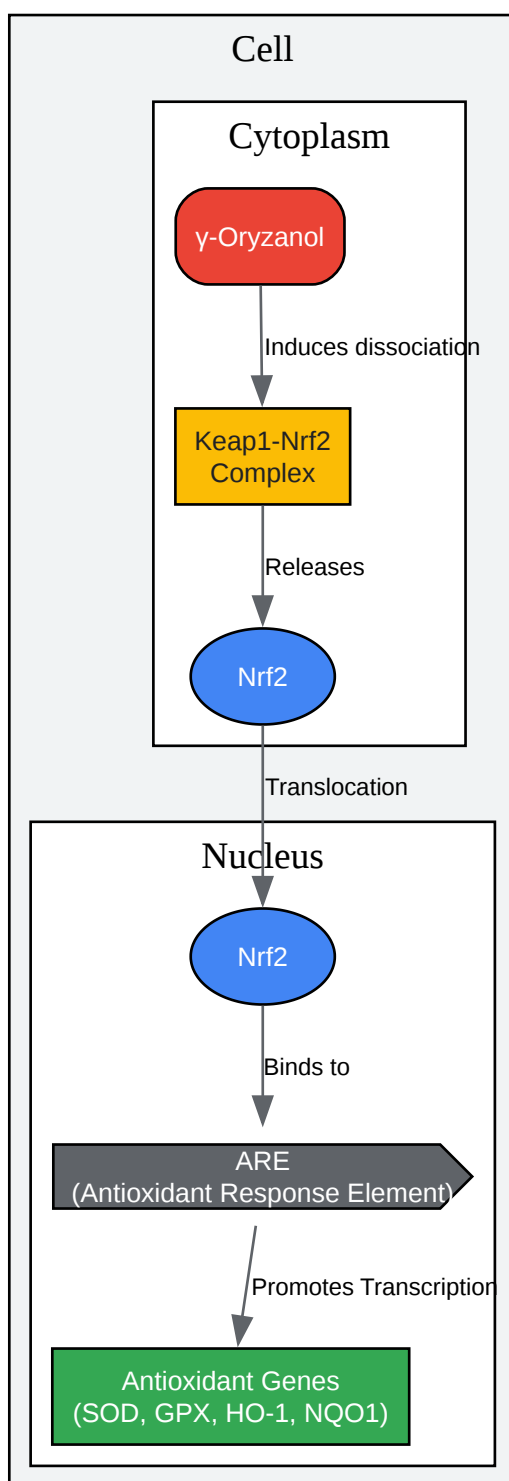 Cell
Cytoplasm
γ-Oryzanol
Induces dissociation
Keap1-Nrf2
Complex
Releases
Nrf2
Translocation
Nucleus
Nrf2
Binds to
ARE
(Antioxidant Response Element)
Promotes Transcription
Antioxidant Genes
(SOD, GPX, HO-1, NQO1)